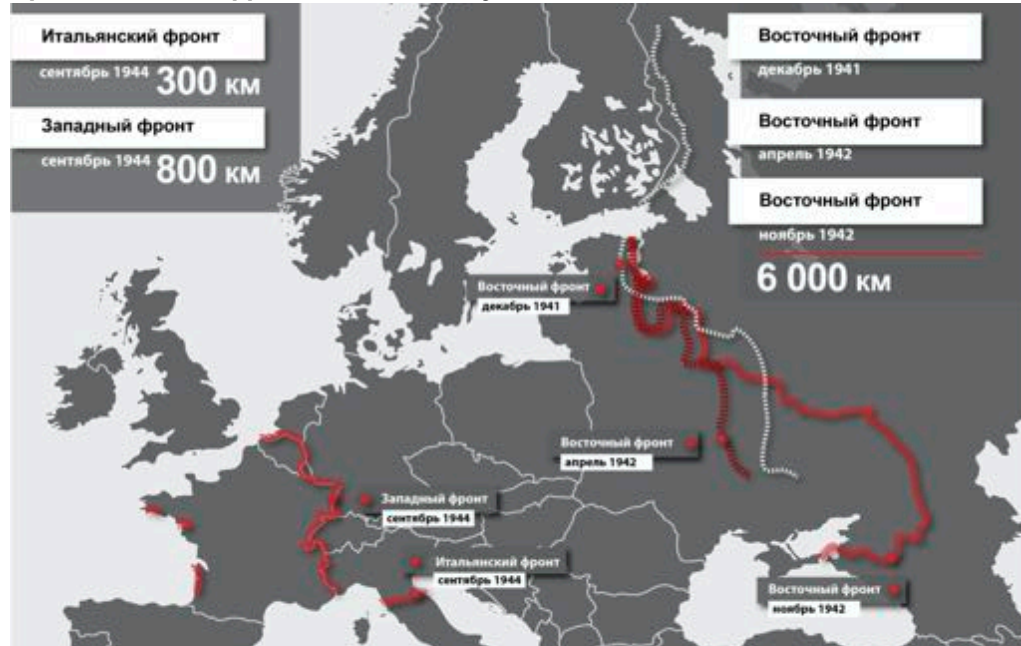 Итальянский фронт
сентябрь 1944 300 км
Западный фронт
сентябрь 1944 800 км
Восточный фронт
декабрь 1941
Восточный фронт
апрель 1942
Восточный фронт
ноябрь 1942
6 000 км
Восточный фронт
декабрь 1941
Восточный фронт
апрель 1942
Западный фронт
сентябрь 1944
Итальянский фронт
сентябрь 1944
Восточный фронт
ноябрь 1942